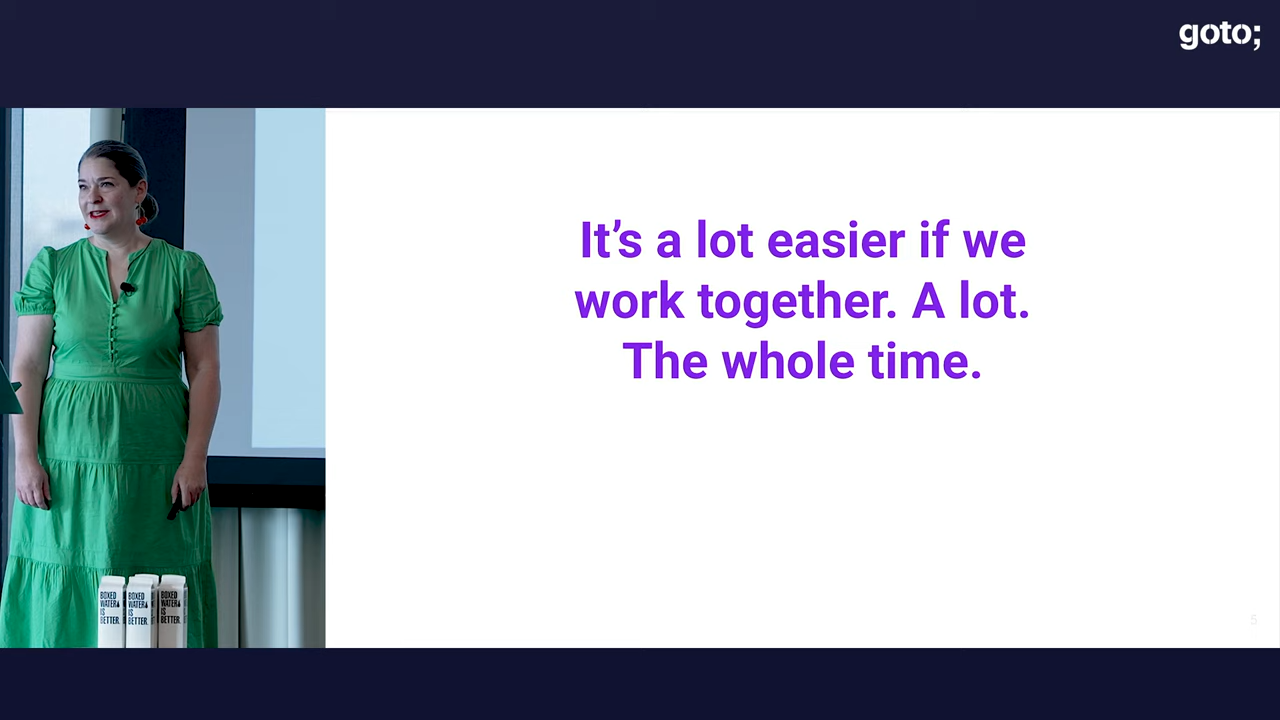 goto;
It's a lot easier if we
work together. A lot.
The whole time.
BOXED
WATER
IS
BETTER.
BOXED
WATER
IS
BETTER.
BOXED
WATER
IS
BETTER.
5